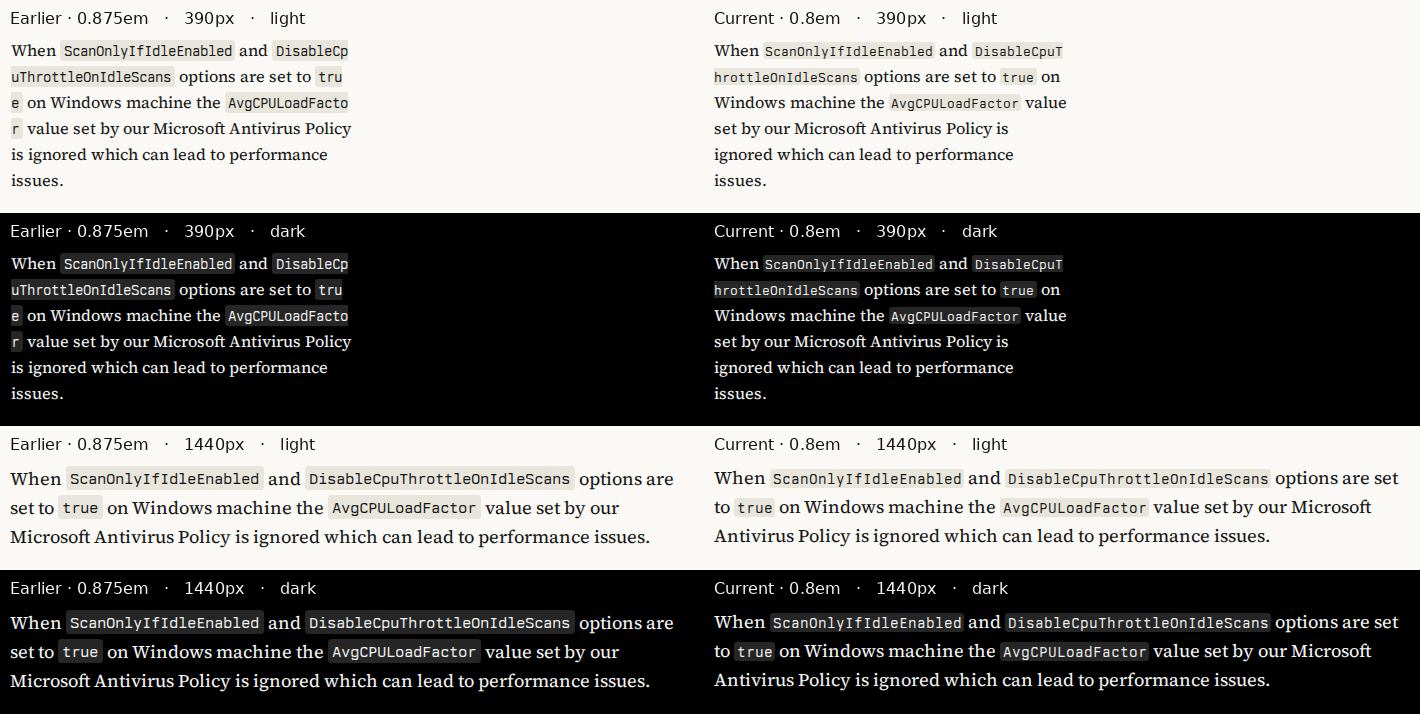 Earlier · 0.875em · 390px · light
When ScanOnlyIfIdleEnabled and DisableCp
uThrottleOnIdleScans options are set to tru
e on Windows machine the AvgCPULoadFacto
r value set by our Microsoft Antivirus Policy
is ignored which can lead to performance
issues.
Current · 0.8em · 390px · light
When ScanOnlyIfIdleEnabled and DisableCpuT
hrottleOnIdleScans options are set to true on
Windows machine the AvgCPULoadFactor value
set by our Microsoft Antivirus Policy is
ignored which can lead to performance
issues.
Earlier · 0.875em · 390px · dark
When ScanOnlyIfIdleEnabled and DisableCp
uThrottleOnIdleScans options are set to tru
e on Windows machine the AvgCPULoadFacto
r value set by our Microsoft Antivirus Policy
is ignored which can lead to performance
issues.
Current · 0.8em · 390px · dark
When ScanOnlyIfIdleEnabled and DisableCpuT
hrottleOnIdleScans options are set to true on
Windows machine the AvgCPULoadFactor value
set by our Microsoft Antivirus Policy is
ignored which can lead to performance
issues.
Earlier · 0.875em · 1440px · light
When ScanOnlyIfIdleEnabled and DisableCpuThrottleOnIdleScans options are
set to true on Windows machine the AvgCPULoadFactor value set by our
Microsoft Antivirus Policy is ignored which can lead to performance issues.
Current · 0.8em · 1440px · light
When ScanOnlyIfIdleEnabled and DisableCpuThrottleOnIdleScans options are set
to true on Windows machine the AvgCPULoadFactor value set by our Microsoft
Antivirus Policy is ignored which can lead to performance issues.
Earlier · 0.875em · 1440px · dark
When ScanOnlyIfIdleEnabled and DisableCpuThrottleOnIdleScans options are
set to true on Windows machine the AvgCPULoadFactor value set by our
Microsoft Antivirus Policy is ignored which can lead to performance issues.
Current · 0.8em · 1440px · dark
When ScanOnlyIfIdleEnabled and DisableCpuThrottleOnIdleScans options are set
to true on Windows machine the AvgCPULoadFactor value set by our Microsoft
Antivirus Policy is ignored which can lead to performance issues.